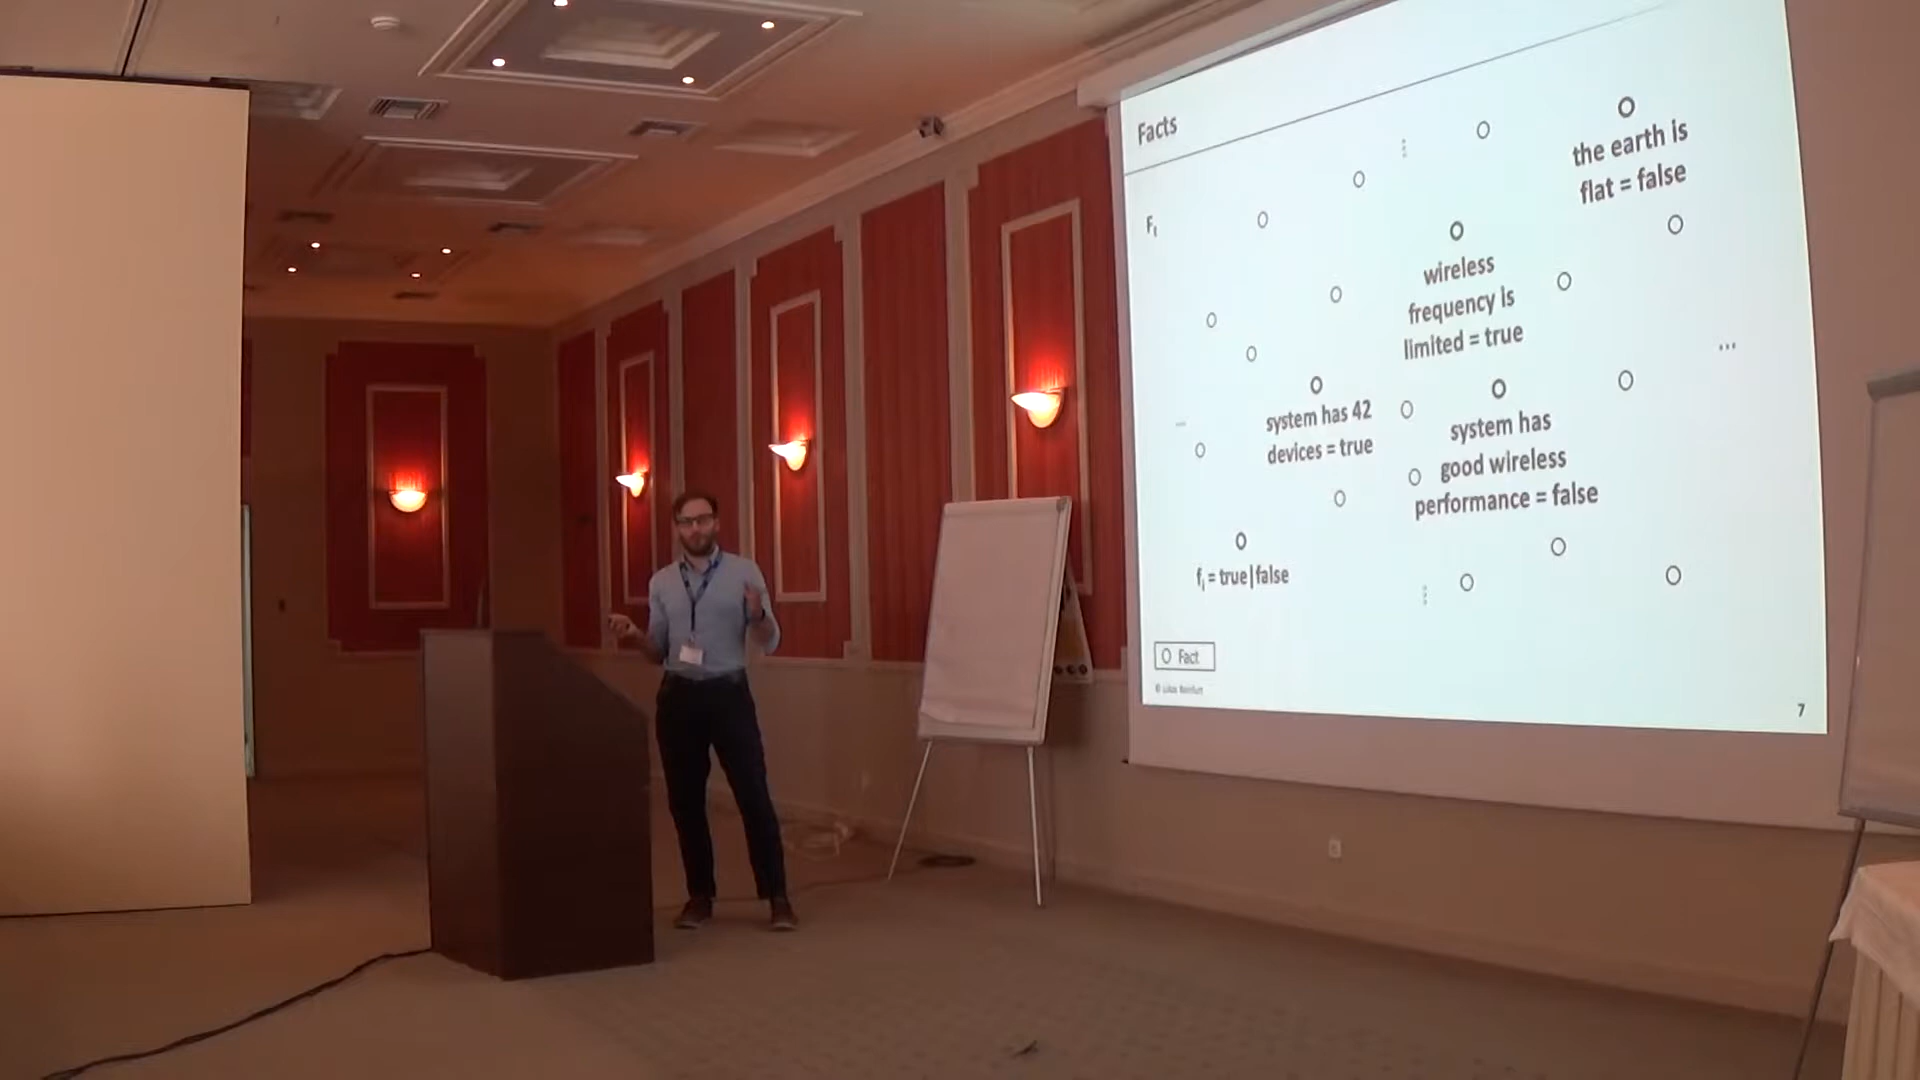 Facts
the earth is
flat = false
wireless
frequency is
limited = true
system has 42
devices = true
system has
good wireless
performance = false
= true|false
Fact
7